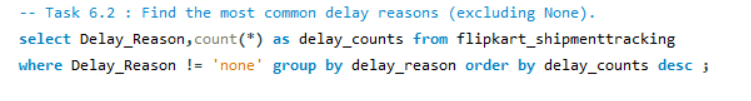 -- Task 6.2 : Find the most common delay reasons (excluding None).
select Delay_Reason,count(*) as delay_counts from flipkart_shipmenttracking
where Delay_Reason != 'none' group by delay_reason order by delay_counts desc ;